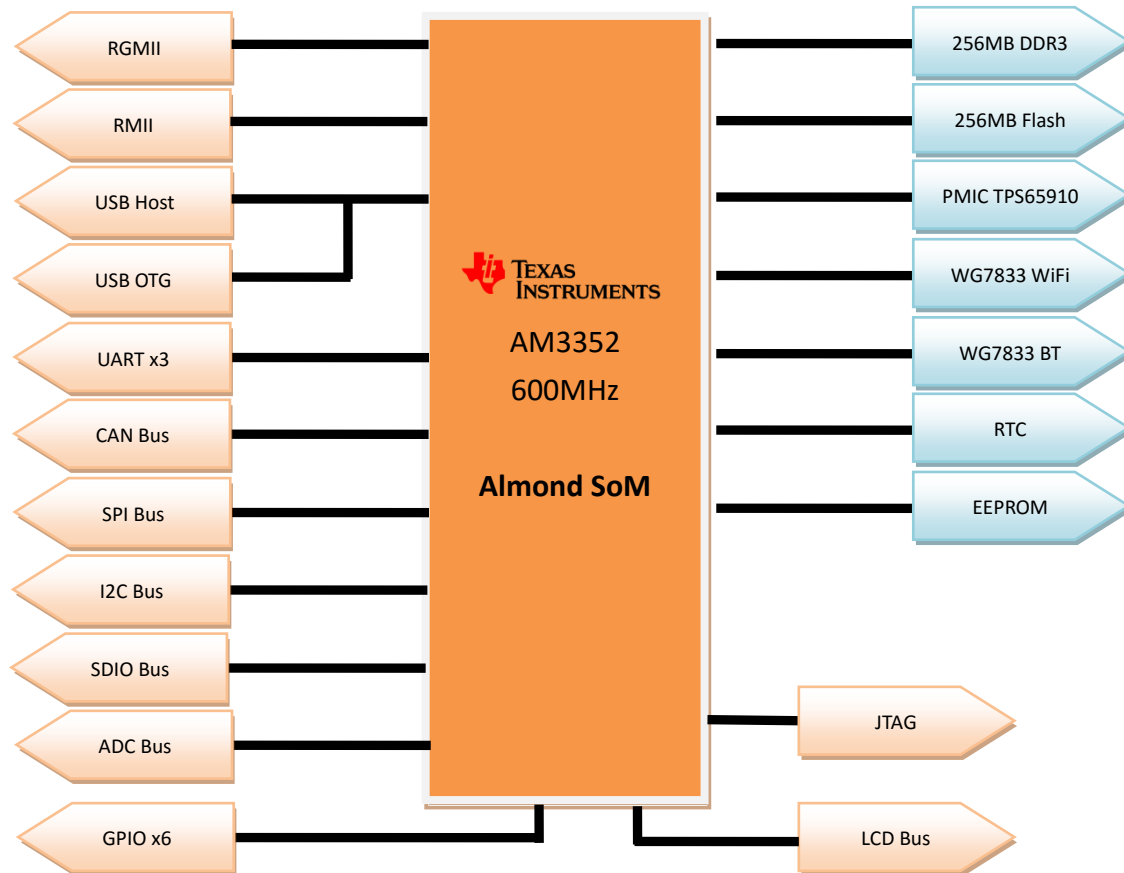 RGMII
RMII
USB Host
USB OTG
UART x3
CAN Bus
SPI Bus
I2C Bus
SDIO Bus
ADC Bus
GPIO x6
TEXAS
INSTRUMENTS
AM3352
600MHz
Almond SoM
256MB DDR3
256MB Flash
PMIC TPS65910
WG7833 WiFi
WG7833 BT
RTC
EEPROM
JTAG
LCD Bus